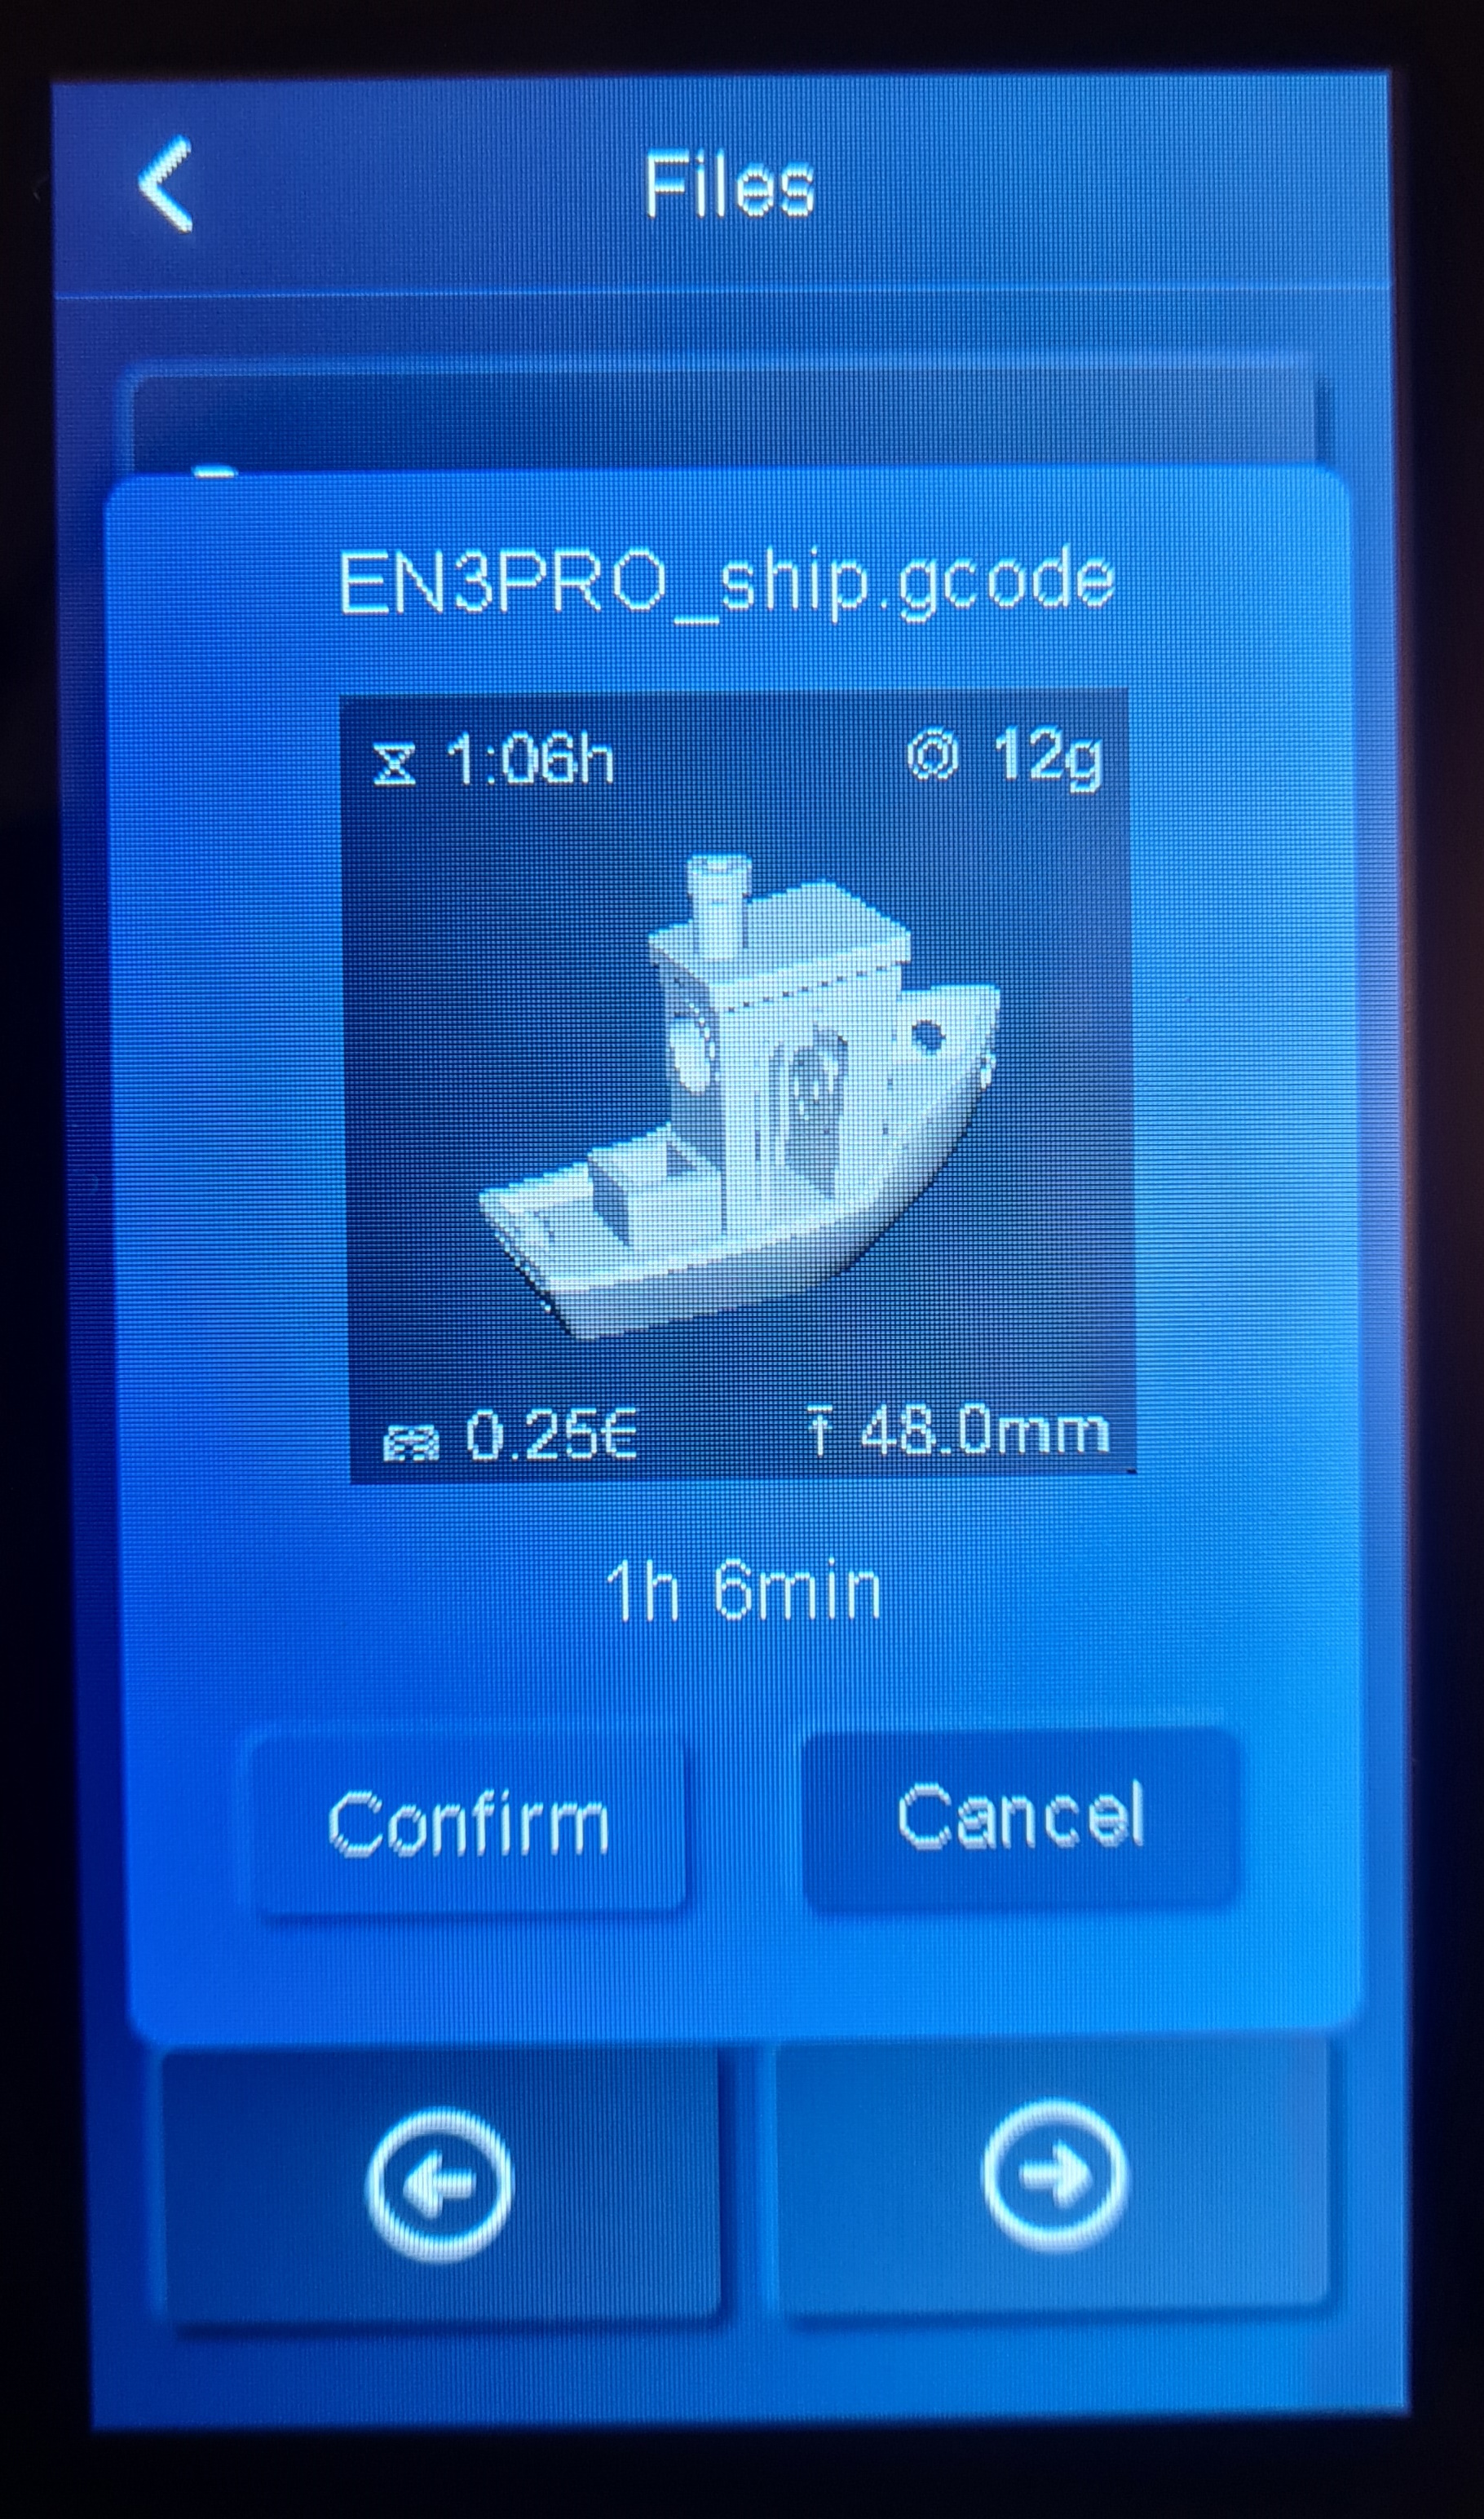 Files
EN3PRO_ship.gcode
1:06h 12g
0.25€ 48.0mm
1h 6min
Confirm Cancel